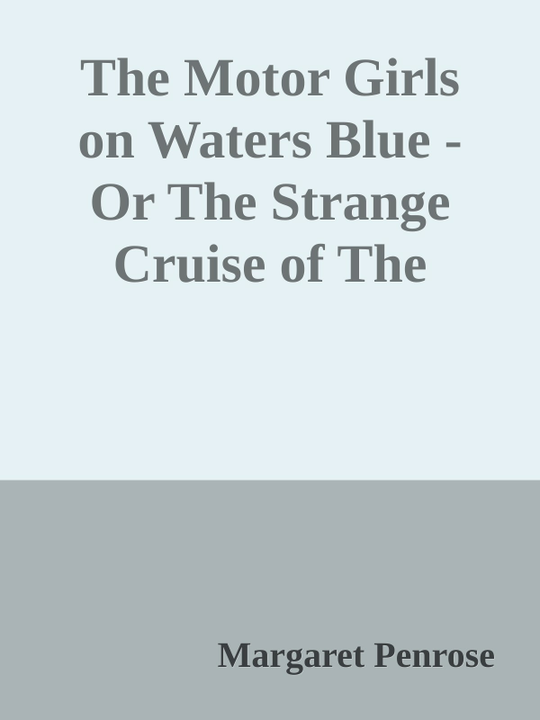 The Motor Girls
on Waters Blue -
Or The Strange
Cruise of The
Margaret Penrose